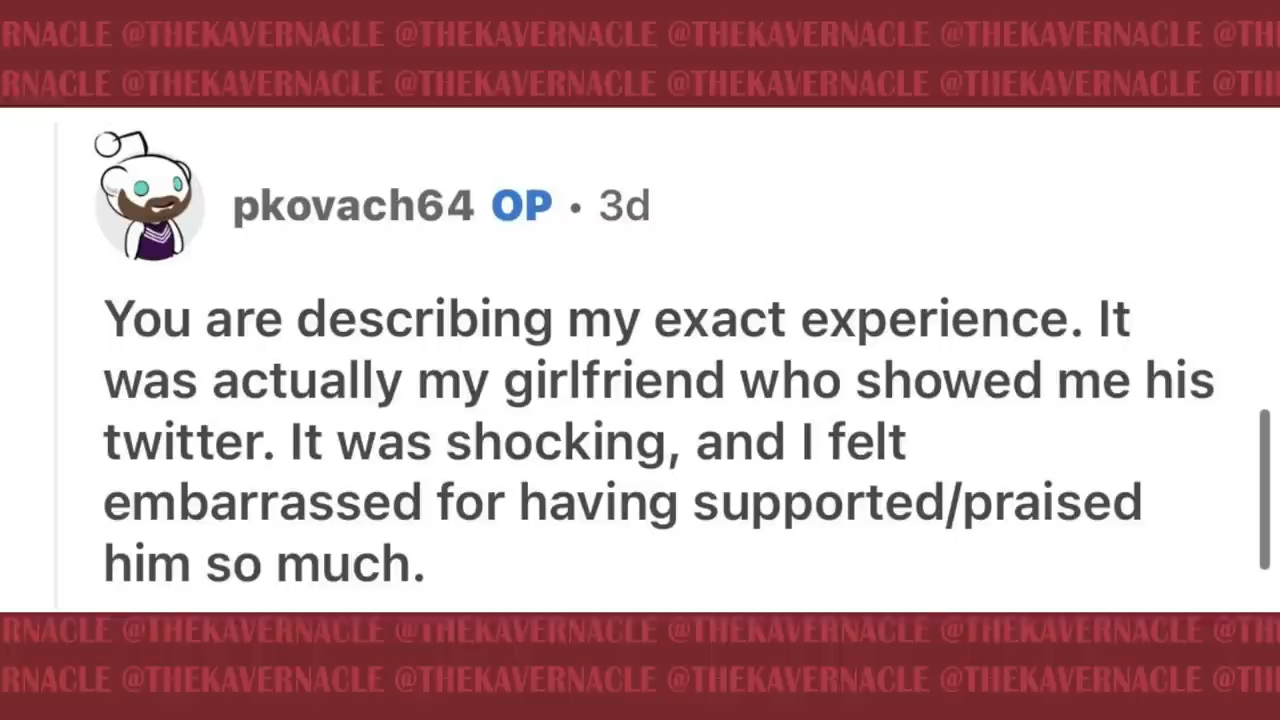 RNACLE @THEKAVERNACLE @THEKAVERNACLE @THEKAVERNACLE @THEKAVERNACLE @TH
RNACLE @THEKAVERNACLE @THEKAVERNACLE @THEKAVERNACLE @THEKAVERNACLE @TH
pkovach64 OP • 3d
You are describing my exact experience. It
was actually my girlfriend who showed me his
twitter. It was shocking, and I felt
embarrassed for having supported/praised
him so much.
RNACLE @THEKAVERNACLE @THEKAVERNACLE @THEKAVERNACLE @THEKAVERNACLE @TH
RNACLE @THEKAVERNACLE @THEKAVERNACLE @THEKAVERNACLE @THEKAVERNACLE @TH